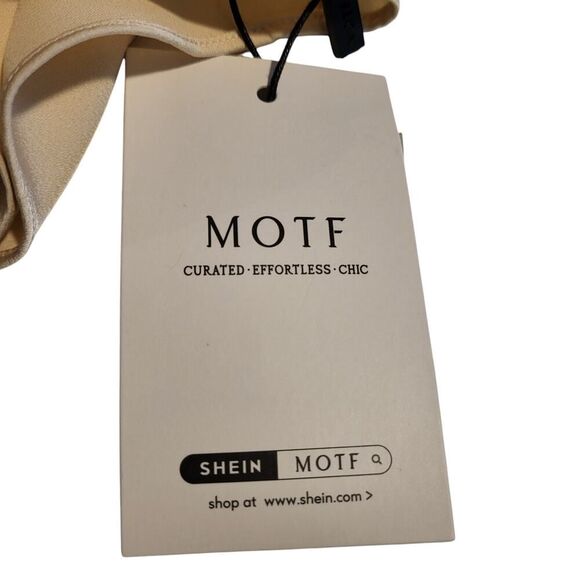 MOTF
CURATED · EFFORTLESS · CHIC
SHEIN MOTF
shop at www.shein.com >